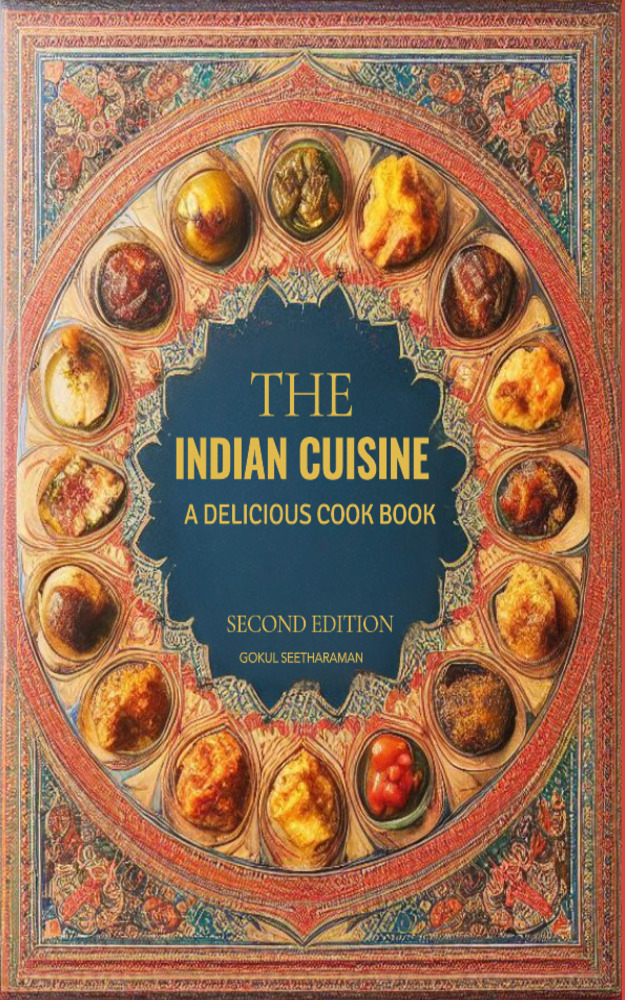 THE
INDIAN CUISINE
A DELICIOUS COOK BOOK
SECOND EDITION
GOKUL SEETHARAMAN